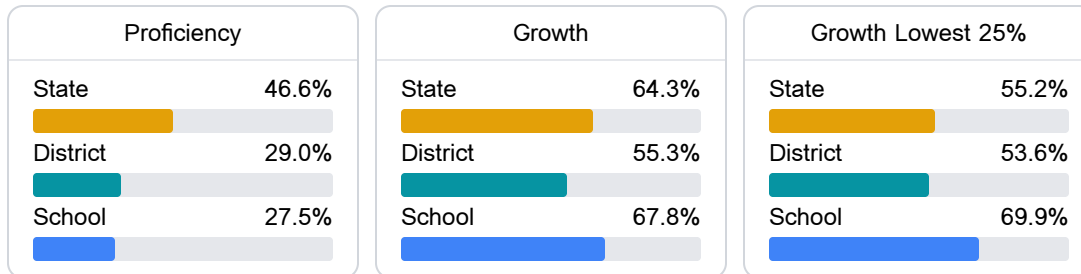 Proficiency
State 46.6%
District 29.0%
School 27.5%
Growth
State 64.3%
District 55.3%
School 67.8%
Growth Lowest 25%
State 55.2%
District 53.6%
School 69.9%